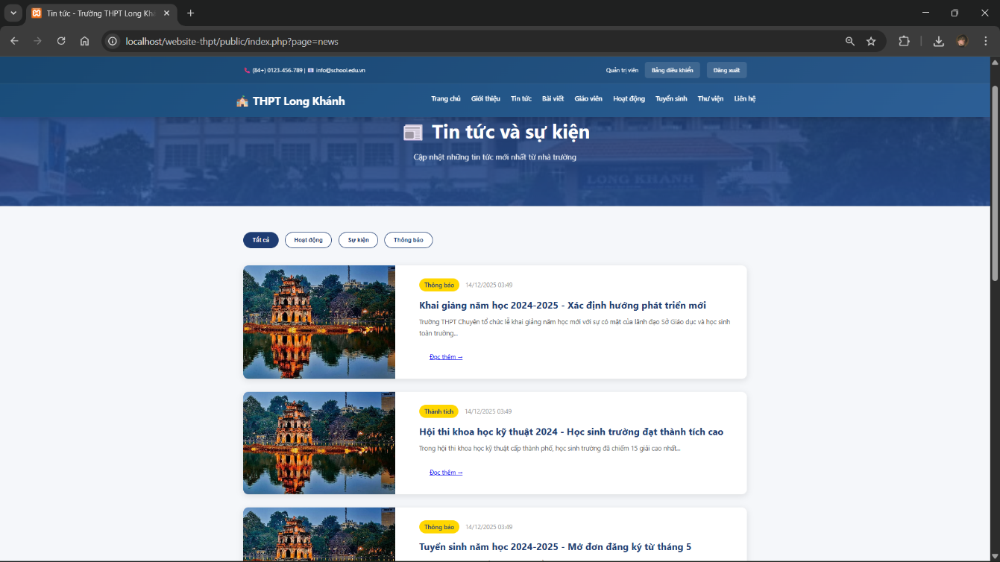 Tin tức - Trường THPT Long Khá
localhost/website-thpt/public/index.php?page=news
(84+) 0123-456-789 | info@school.edu.vn
Quản trị viên
Bảng điều khiển
Đăng xuất
THPT Long Khánh
Trang chủ Giới thiệu Tin tức Bài viết Giáo viên Hoạt động Tuyển sinh Thư viện Liên hệ
Tin tức và sự kiện
Cập nhật những tin tức mới nhất từ nhà trường
LONG KHANH
Tất cả Hoạt động Sự kiện Thông báo
Thông báo 14/12/2025 03:49
Khai giảng năm học 2024-2025 - Xác định hướng phát triển mới
Trường THPT Chuyên tổ chức lễ khai giảng năm học mới với sự có mặt của lãnh đạo Sở Giáo dục và học sinh
toàn trường...
Đọc thêm →
Thành tích 14/12/2025 03:49
Hội thi khoa học kỹ thuật 2024 - Học sinh trường đạt thành tích cao
Trong hội thi khoa học kỹ thuật cấp thành phố, học sinh trường đã chiếm 15 giải cao nhất...
Đọc thêm →
Thông báo 14/12/2025 03:49
Tuyển sinh năm học 2024-2025 - Mở đơn đăng ký từ tháng 5